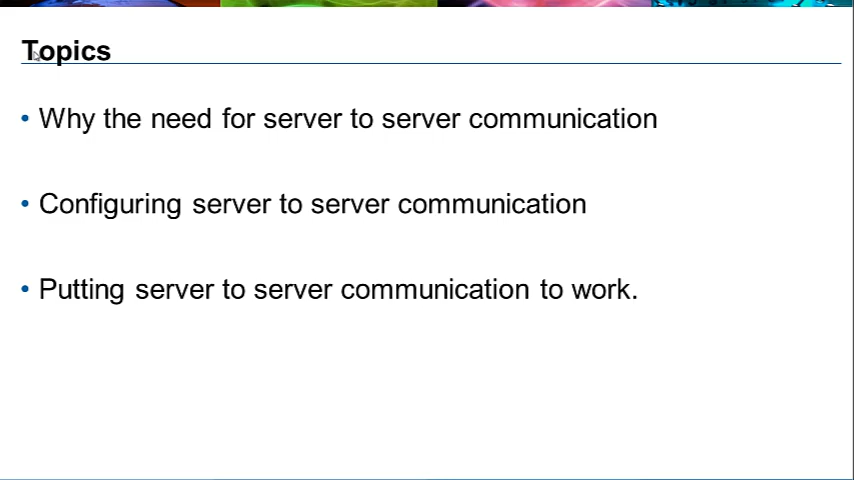 Topics
• Why the need for server to server communication
• Configuring server to server communication
• Putting server to server communication to work.